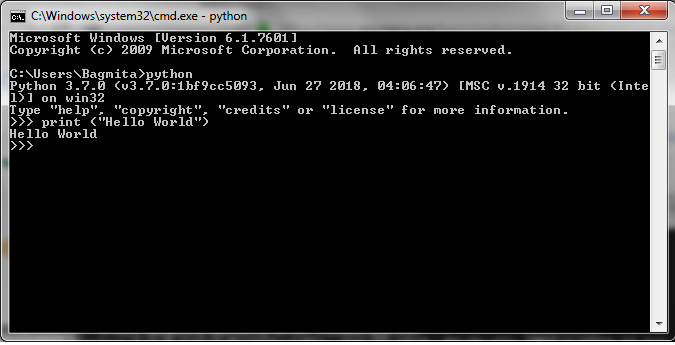 C:\Windows\system32\cmd.exe - python
Microsoft Windows [Version 6.1.7601]
Copyright (c) 2009 Microsoft Corporation.  All rights reserved.
C:\Users\Bagmita>python
Python 3.7.0 (v3.7.0:1bf9cc5093, Jun 27 2018, 04:06:47) [MSC v.1914 32 bit (Inte
l)] on win32
Type "help", "copyright", "credits" or "license" for more information.
>>> print ("Hello World")
Hello World
>>>